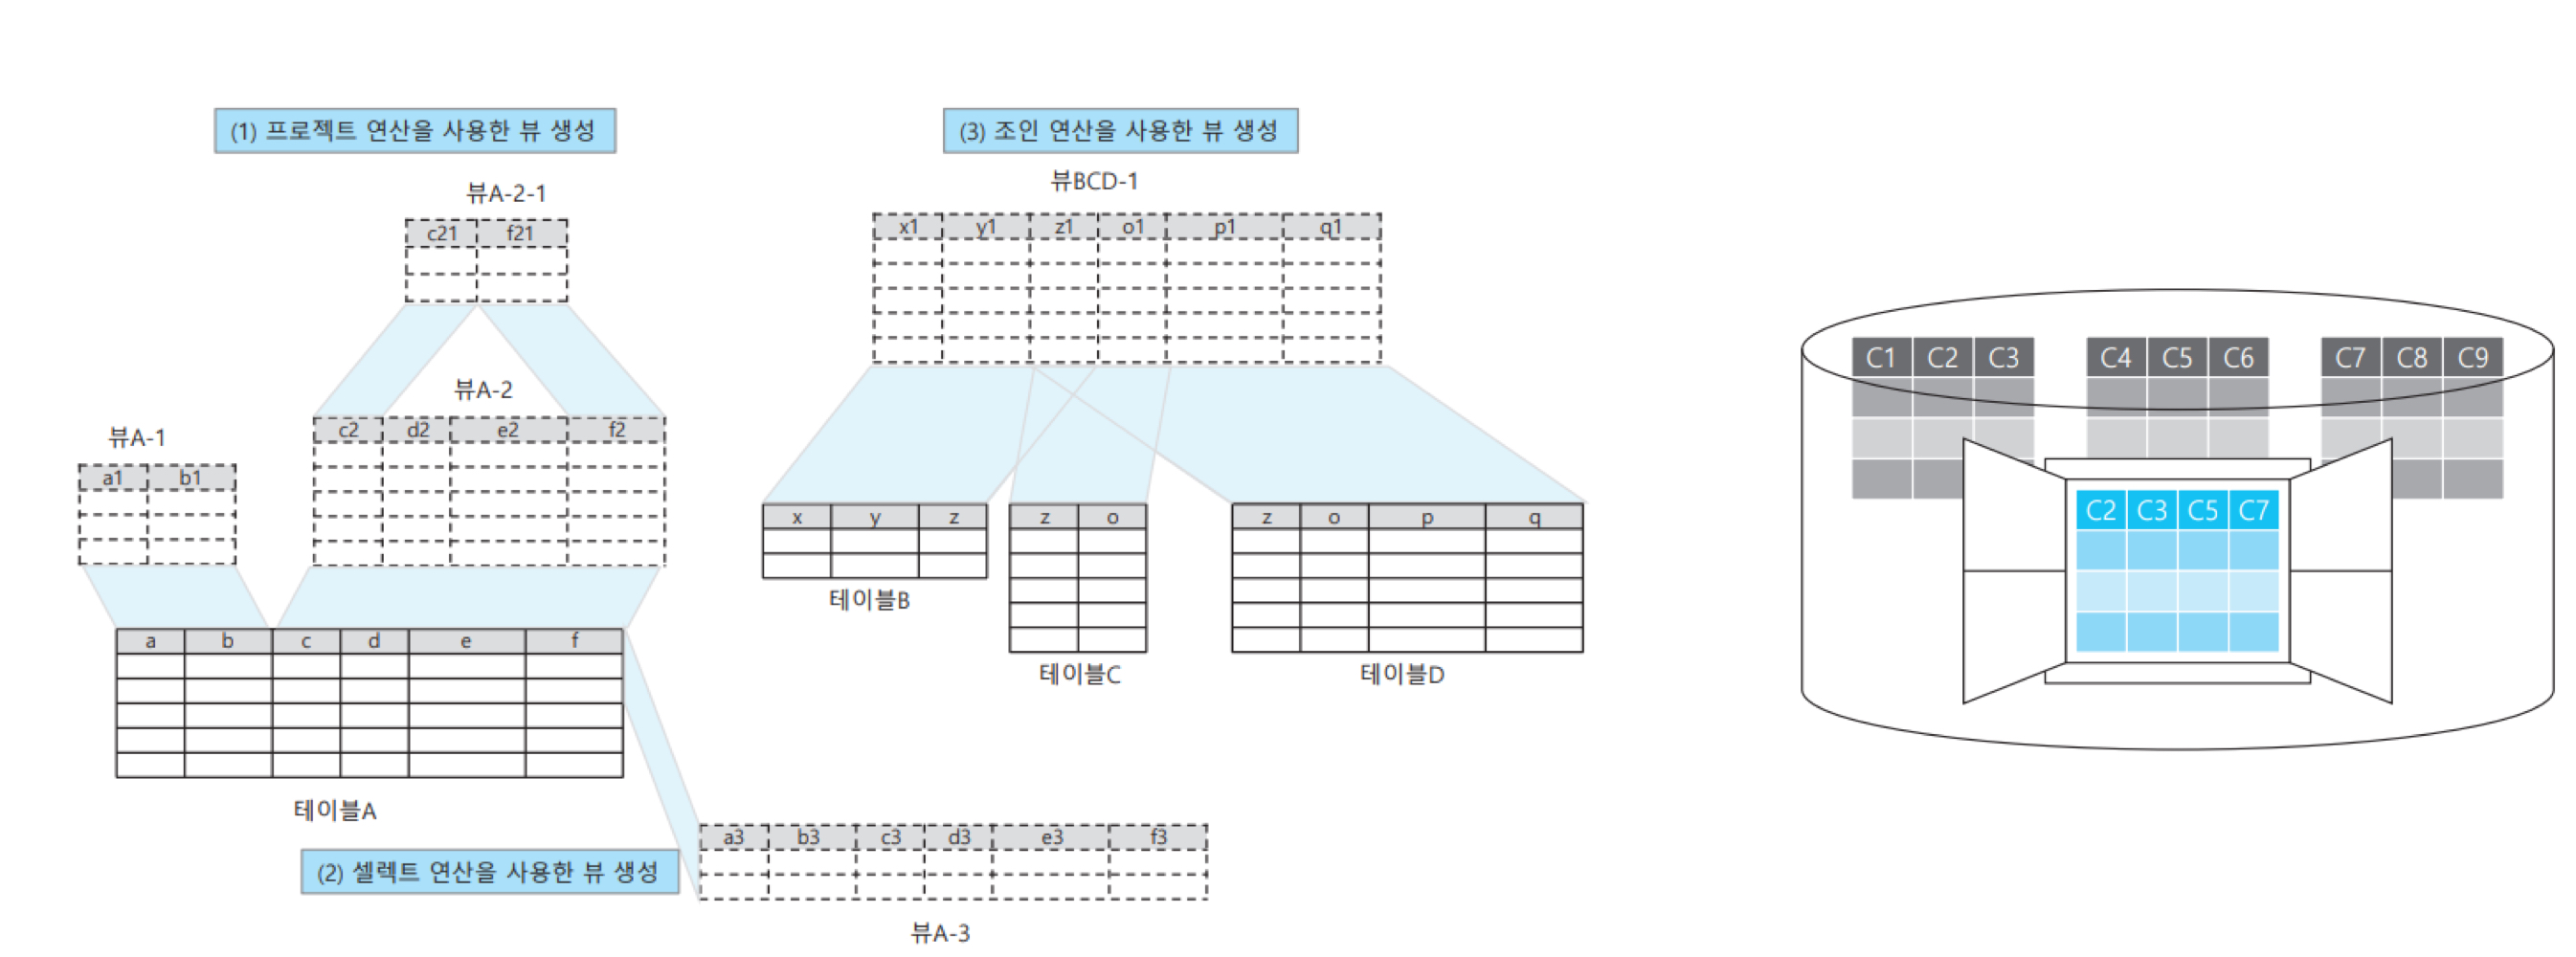 (1) 프로젝트 연산을 사용한 뷰 생성
뷰A-2-1
c21 f21
뷰A-2
c2 d2 e2 f2
뷰A-1
a1 b1
a b c d e f
테이블A
(2) 셀렉트 연산을 사용한 뷰 생성
a3 b3 c3 d3 e3 f3
뷰A-3
(3) 조인 연산을 사용한 뷰 생성
뷰BCD-1
x1 y1 z1 o1 p1 q1
x y z
테이블B
z o
테이블C
z o p q
테이블D
C1 C2 C3
C4 C5 C6
C7 C8 C9
C2 C3 C5 C7